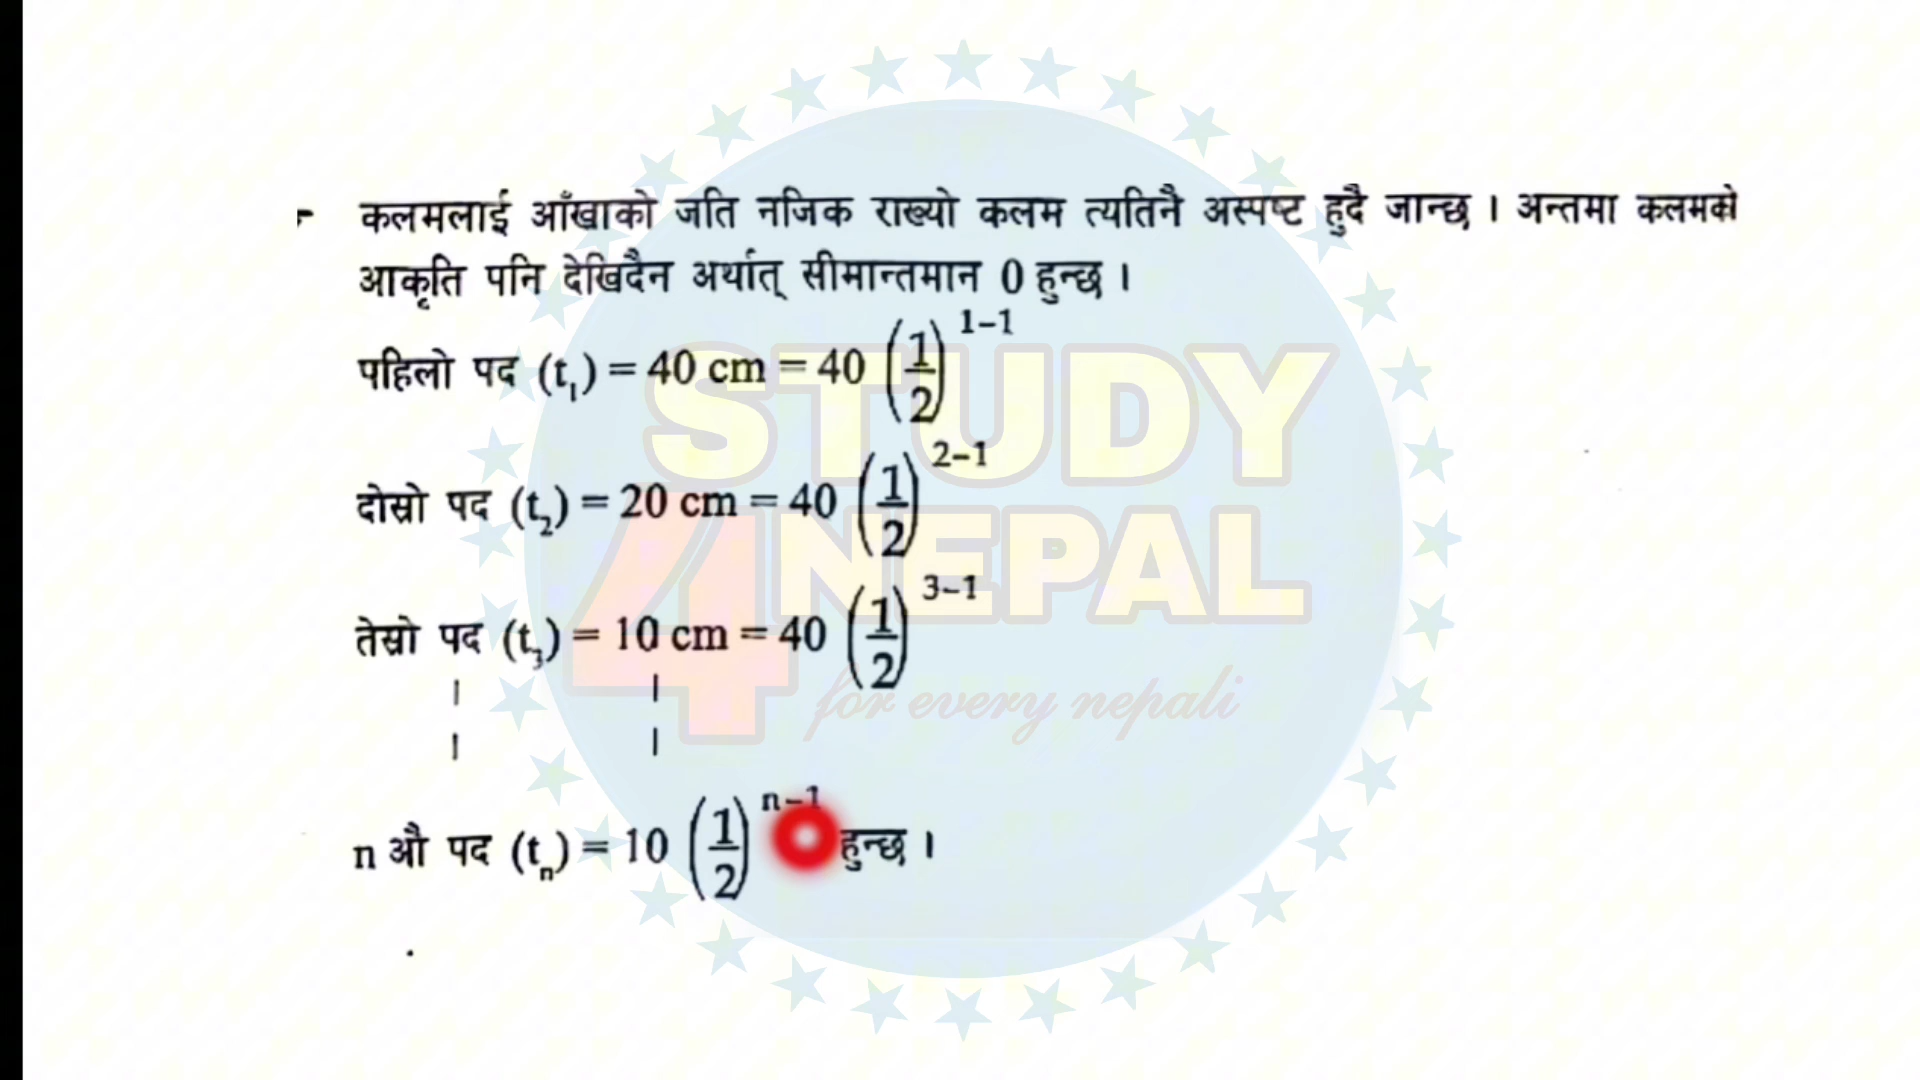 - कलमलाई आँखाको जति नजिक राख्यो कलम त्यतिनै अस्पष्ट हुदै जान्छ । अन्तमा कलमको
आकृति पनि देखिदैन अर्थात् सीमान्तमान 0 हुन्छ ।
पहिलो पद (t₁) = 40 cm = 40 (1/2)^1-1
दोस्रो पद (t₂) = 20 cm = 40 (1/2)^2-1
तेस्रो पद (t₃) = 10 cm = 40 (1/2)^3-1
n औ पद (tₙ) = 10 (1/2)^n-1 हुन्छ ।
STUDY
4 NEPAL
for every nepali